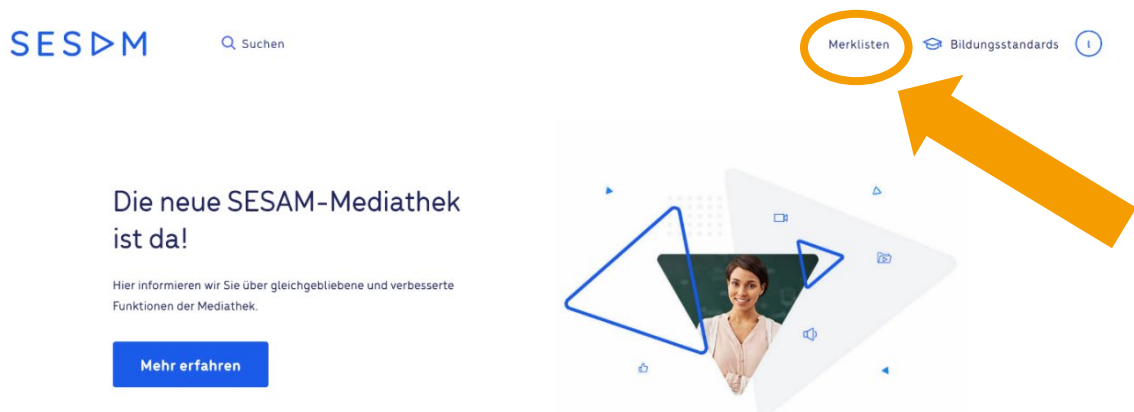 SESAM
Suchen
Merklisten
Bildungsstandards
L
Die neue SESAM-Mediathek
ist da!
Hier informieren wir Sie über gleichgebliebene und verbesserte
Funktionen der Mediathek.
Mehr erfahren